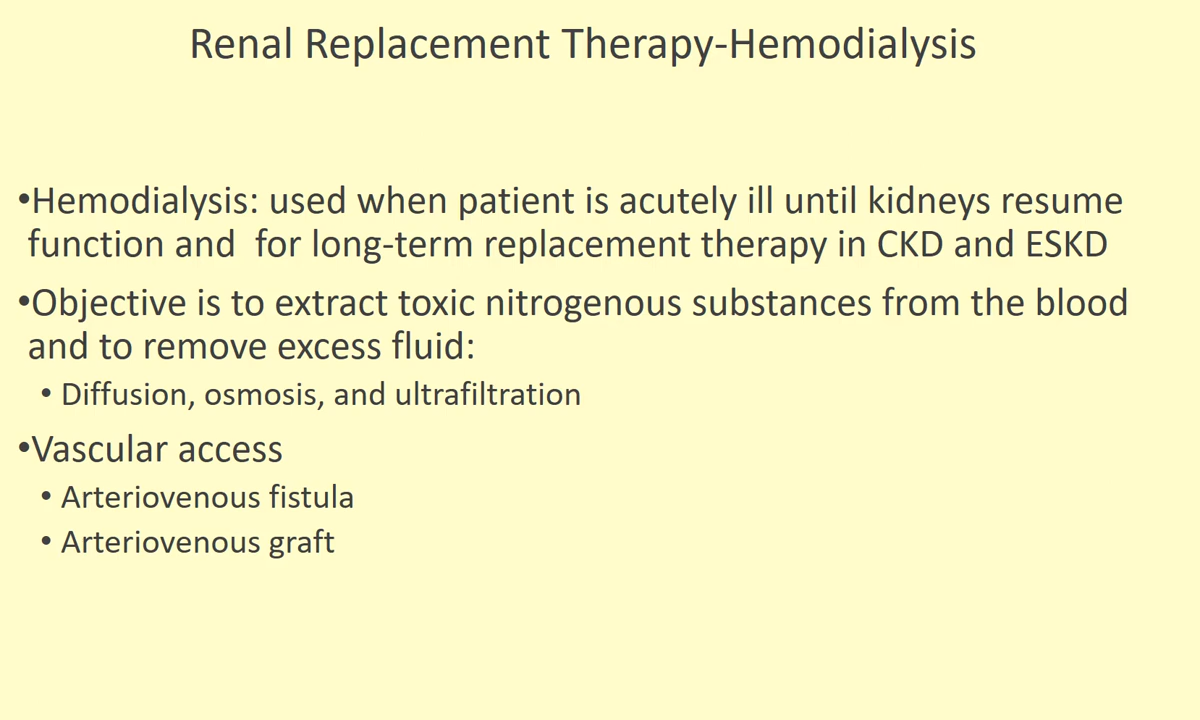 Renal Replacement Therapy-Hemodialysis
•Hemodialysis: used when patient is acutely ill until kidneys resume
function and  for long-term replacement therapy in CKD and ESKD
•Objective is to extract toxic nitrogenous substances from the blood
and to remove excess fluid:
• Diffusion, osmosis, and ultrafiltration
•Vascular access
• Arteriovenous fistula
• Arteriovenous graft